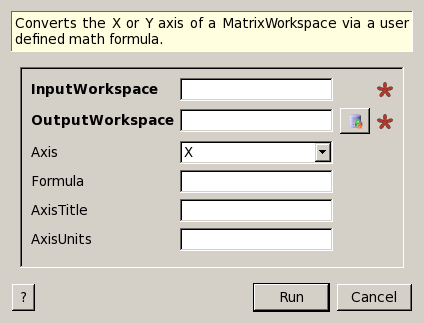 Converts the X or Y axis of a MatrixWorkspace via a user
defined math formula.
InputWorkspace
OutputWorkspace
Axis X
Formula
AxisTitle
AxisUnits
? Run Cancel